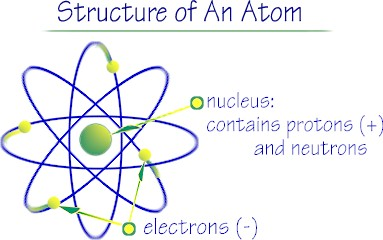 Structure of An Atom
nucleus:
contains protons (+)
and neutrons
electrons (-)